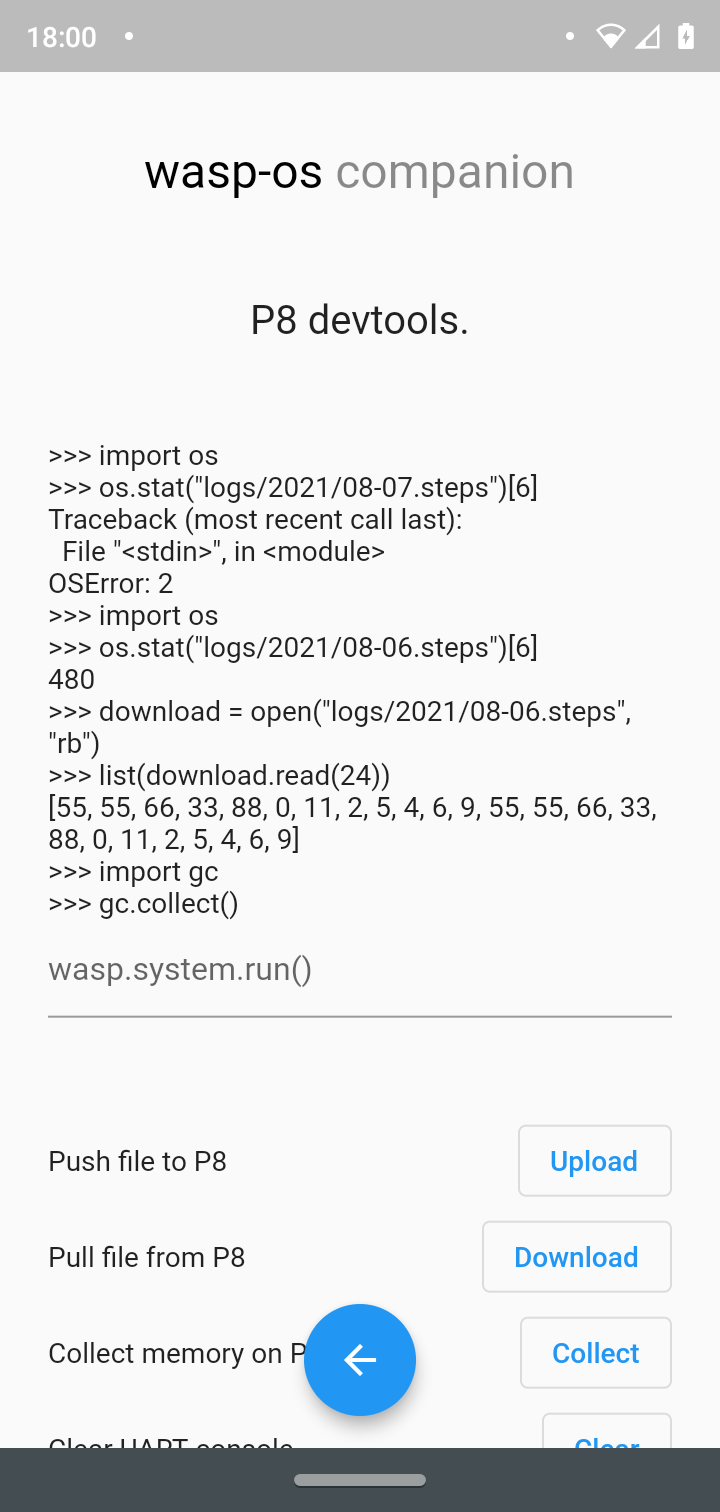 18:00
wasp-os companion
P8 devtools.
>>> import os
>>> os.stat("logs/2021/08-07.steps")[6]
Traceback (most recent call last):
  File "<stdin>", in <module>
OSError: 2
>>> import os
>>> os.stat("logs/2021/08-06.steps")[6]
480
>>> download = open("logs/2021/08-06.steps",
"rb")
>>> list(download.read(24))
[55, 55, 66, 33, 88, 0, 11, 2, 5, 4, 6, 9, 55, 55, 66, 33,
88, 0, 11, 2, 5, 4, 6, 9]
>>> import gc
>>> gc.collect()
wasp.system.run()
Push file to P8 Upload
Pull file from P8 Download
Collect memory on P Collect
Clear UART console Clear